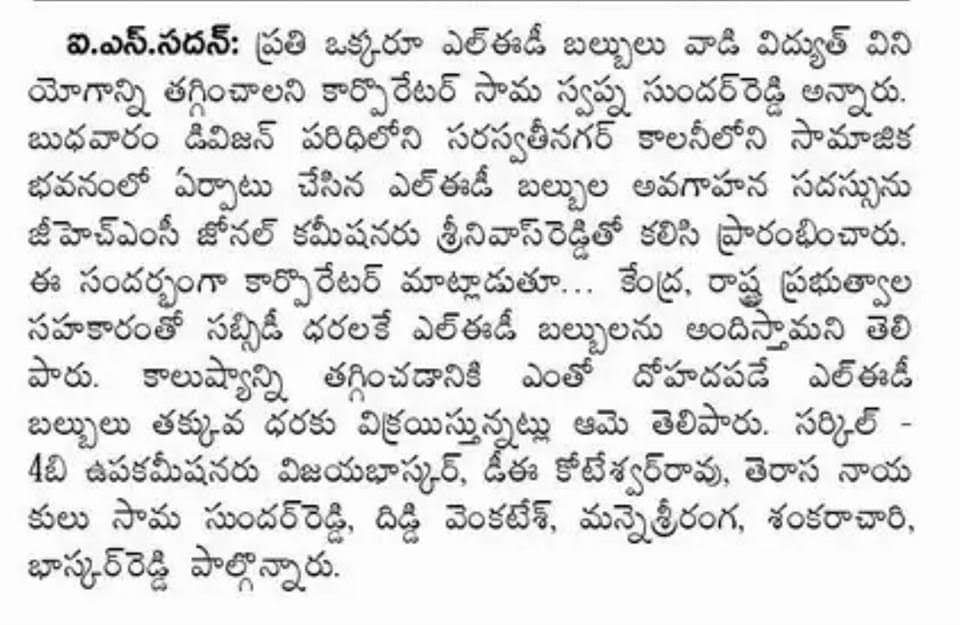 ఐ.ఎస్.సదన్: ప్రతి ఒక్కరూ ఎల్ఈడీ బల్బులు వాడి విద్యుత్ విని
యోగాన్ని తగ్గించాలని కార్పొరేటర్ సామ స్వప్న సుందర్‌రెడ్డి అన్నారు.
బుధవారం డివిజన్ పరిధిలోని సరస్వతీనగర్ కాలనీలోని సామాజిక
భవనంలో ఏర్పాటు చేసిన ఎల్ఈడీ బల్బుల అవగాహన సదస్సును
జీహెచ్ఎంసీ జోనల్ కమీషనరు శ్రీనివాస్‌రెడ్డితో కలిసి ప్రారంభించారు.
ఈ సందర్భంగా కార్పొరేటర్ మాట్లాడుతూ... కేంద్ర, రాష్ట్ర ప్రభుత్వాల
సహకారంతో సబ్సిడీ ధరలకే ఎల్ఈడీ బల్బులను అందిస్తామని తెలి
పారు. కాలుష్యాన్ని తగ్గించడానికి ఎంతో దోహదపడే ఎల్ఈడీ
బల్బులు తక్కువ ధరకు విక్రయిస్తున్నట్లు ఆమె తెలిపారు. సర్కిల్ -
4బి ఉపకమీషనరు విజయభాస్కర్, డీఈ కోటేశ్వర్‌రావు, తెరాస నాయ
కులు సామ సుందర్‌రెడ్డి, దిడ్డి వెంకటేశ్, మన్నెశ్రీరంగ, శంకరాచారి,
భాస్కర్‌రెడ్డి పాల్గొన్నారు.